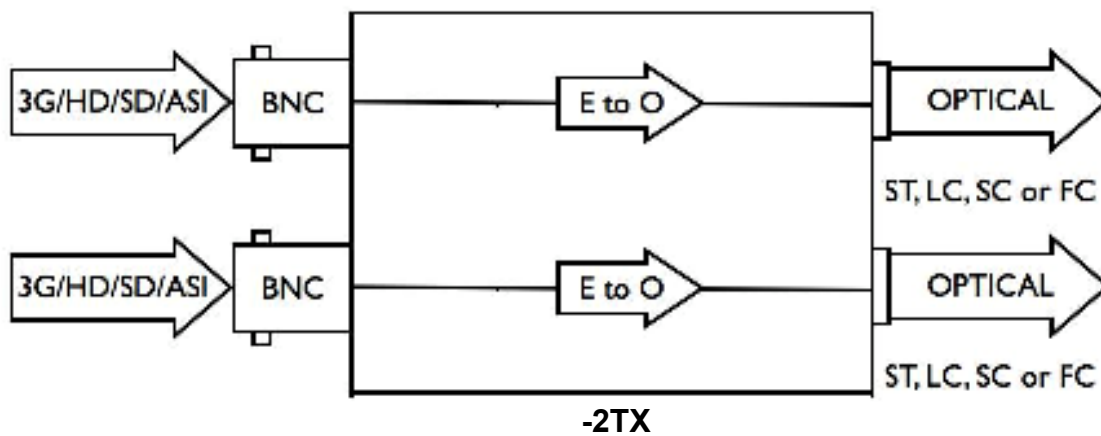 3G/HD/SD/ASI BNC E to O OPTICAL
ST, LC, SC or FC
3G/HD/SD/ASI BNC E to O OPTICAL
ST, LC, SC or FC
-2TX